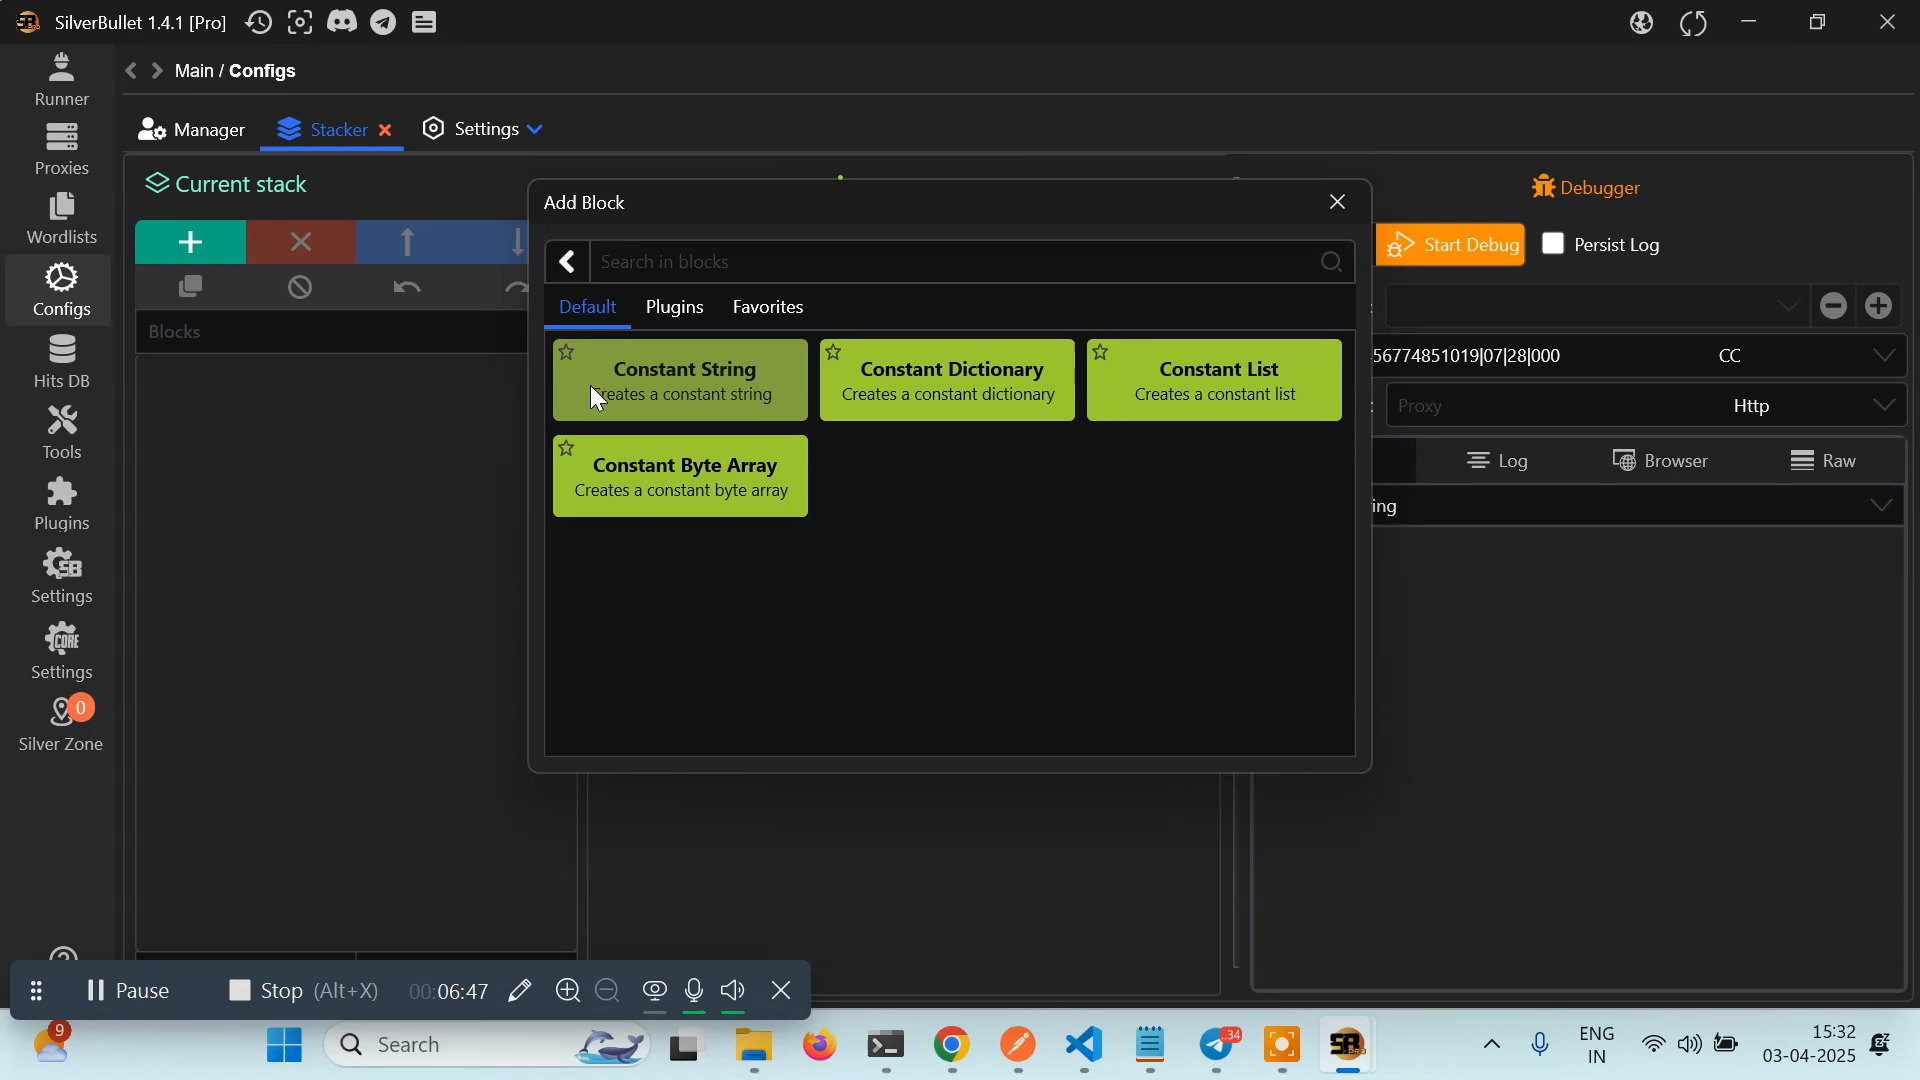 SilverBullet 1.4.1 [Pro]
Runner
Proxies
Wordlists
Configs
Hits DB
Tools
Plugins
Settings
Settings
0
Silver Zone
Main / Configs
Manager
Stacker
Settings
Current stack
Blocks
Add Block
Search in blocks
Default
Plugins
Favorites
Constant String
reates a constant string
Constant Dictionary
Creates a constant dictionary
Constant List
Creates a constant list
Constant Byte Array
Creates a constant byte array
Debugger
Start Debug
Persist Log
56774851019|07|28|000
CC
Proxy
Http
Log
Browser
Raw
ing
Pause
Stop (Alt+X)
00:06:47
9
Search
34
ENG
IN
15:32
03-04-2025